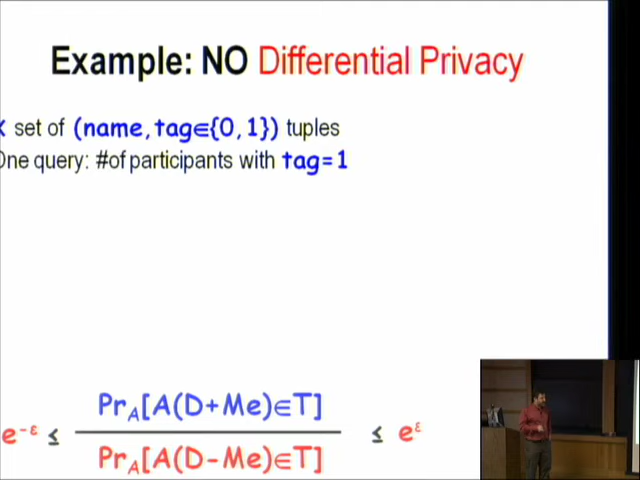 Example: NO Differential Privacy
X set of (name, tag∈{0,1}) tuples
One query: #of participants with tag=1
e^-ε ≤ Pr_A[A(D+Me)∈T] ≤ e^ε
Pr_A[A(D-Me)∈T]